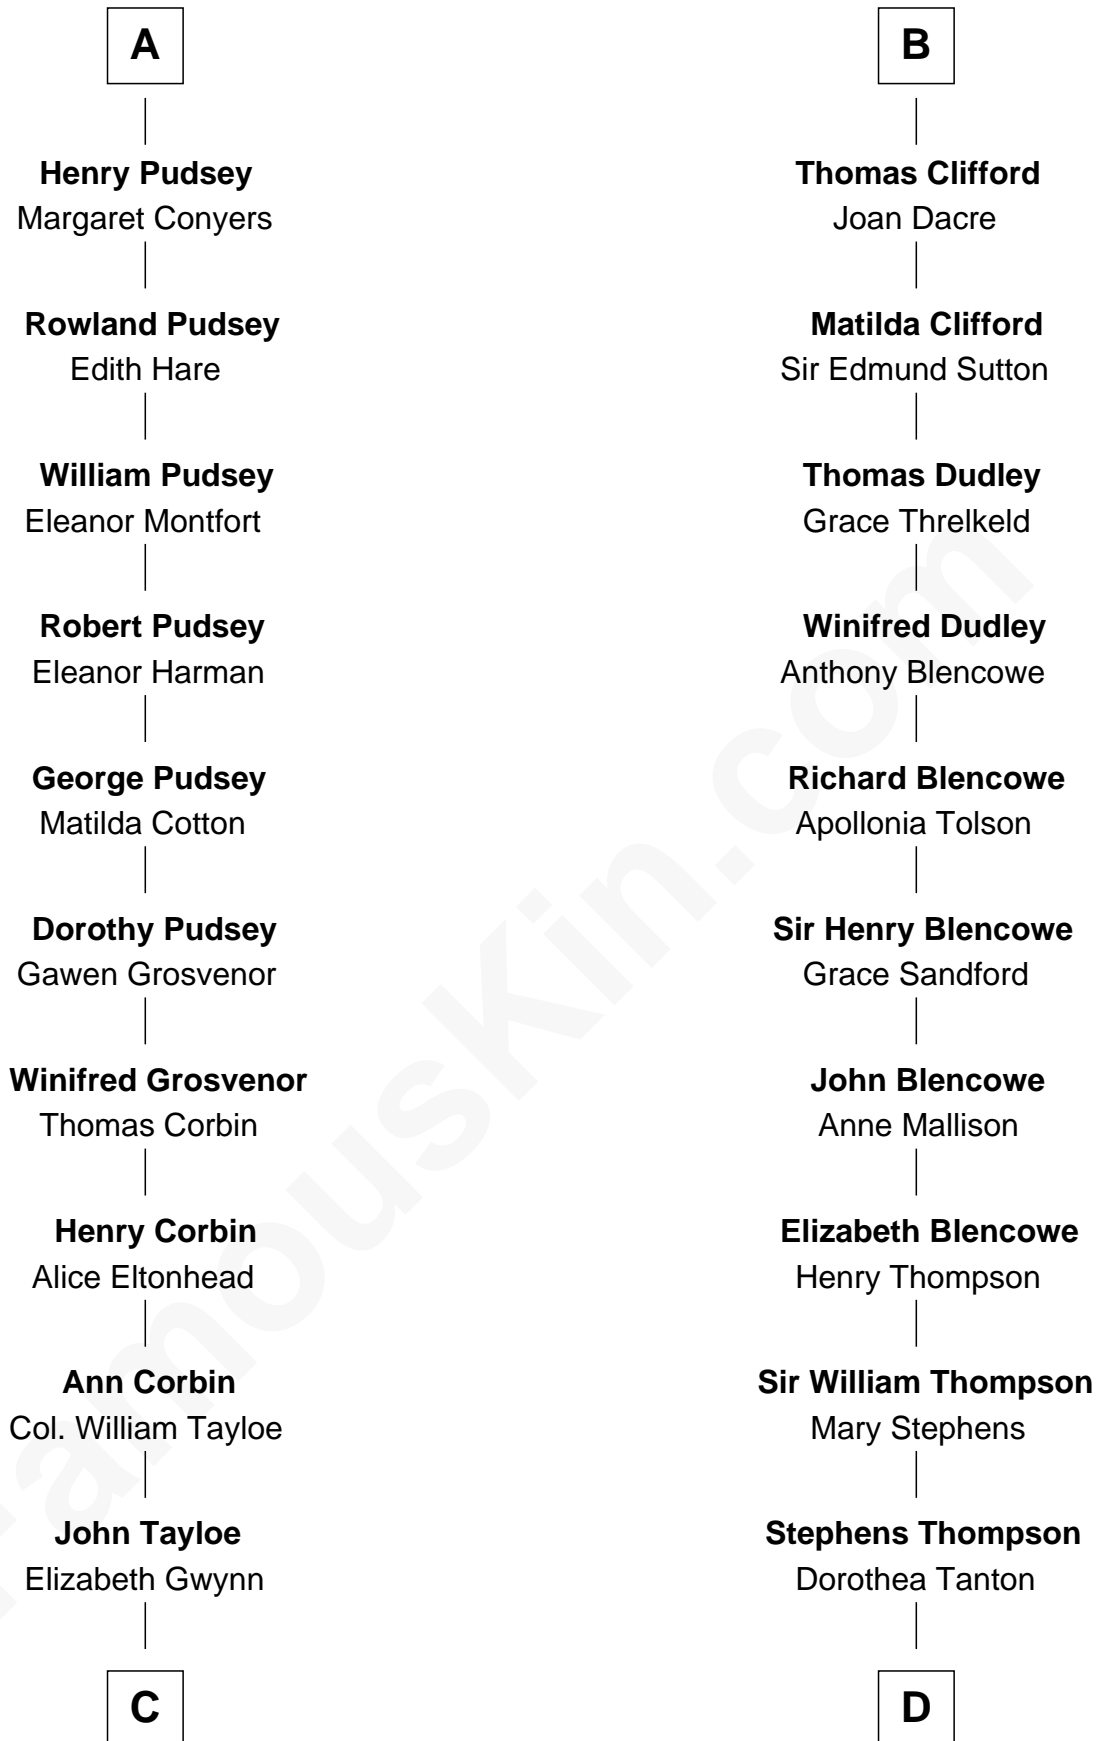 A
Henry Pudsey
Margaret Conyers
Rowland Pudsey
Edith Hare
William Pudsey
Eleanor Montfort
Robert Pudsey
Eleanor Harman
George Pudsey
Matilda Cotton
Dorothy Pudsey
Gawen Grosvenor
Winifred Grosvenor
Thomas Corbin
Henry Corbin
Alice Eltonhead
Ann Corbin
Col. William Tayloe
John Tayloe
Elizabeth Gwynn
C
B
Thomas Clifford
Joan Dacre
Matilda Clifford
Sir Edmund Sutton
Thomas Dudley
Grace Threlkeld
Winifred Dudley
Anthony Blencowe
Richard Blencowe
Apollonia Tolson
Sir Henry Blencowe
Grace Sandford
John Blencowe
Anne Mallison
Elizabeth Blencowe
Henry Thompson
Sir William Thompson
Mary Stephens
Stephens Thompson
Dorothea Tanton
D
FamousKin.com